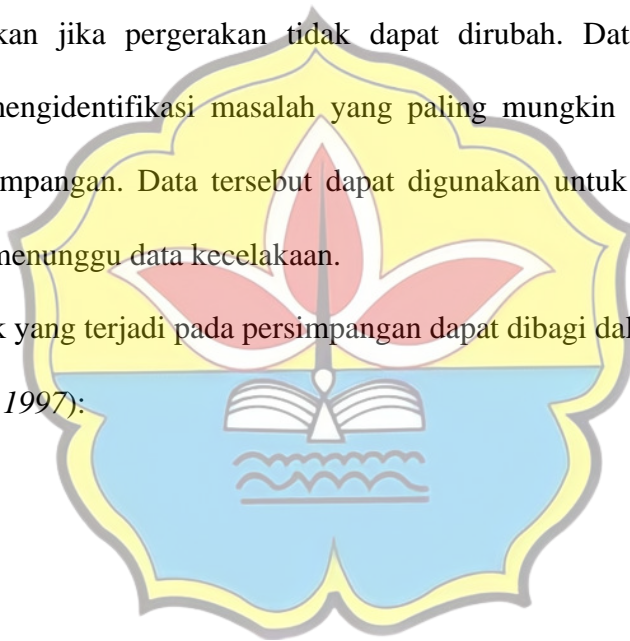 kan jika pergerakan tidak dapat dirubah. Dat
mengidentifikasi masalah yang paling mungkin
mpangan. Data tersebut dapat digunakan untuk
menunggu data kecelakaan.
k yang terjadi pada persimpangan dapat dibagi dal
1997):